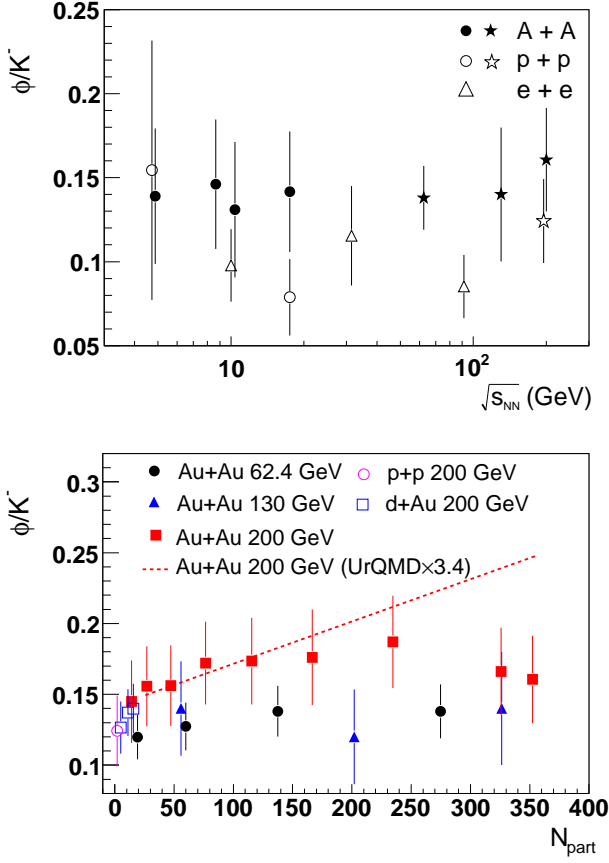 φ/K⁻
0.25
0.2
0.15
0.1
0.05
A + A
p + p
e + e
10
10²
√s_NN (GeV)
φ/K⁻
0.3
0.25
0.2
0.15
0.1
Au+Au 62.4 GeV
p+p 200 GeV
Au+Au 130 GeV
d+Au 200 GeV
Au+Au 200 GeV
Au+Au 200 GeV (UrQMD×3.4)
0 50 100 150 200 250 300 350 400
N_part